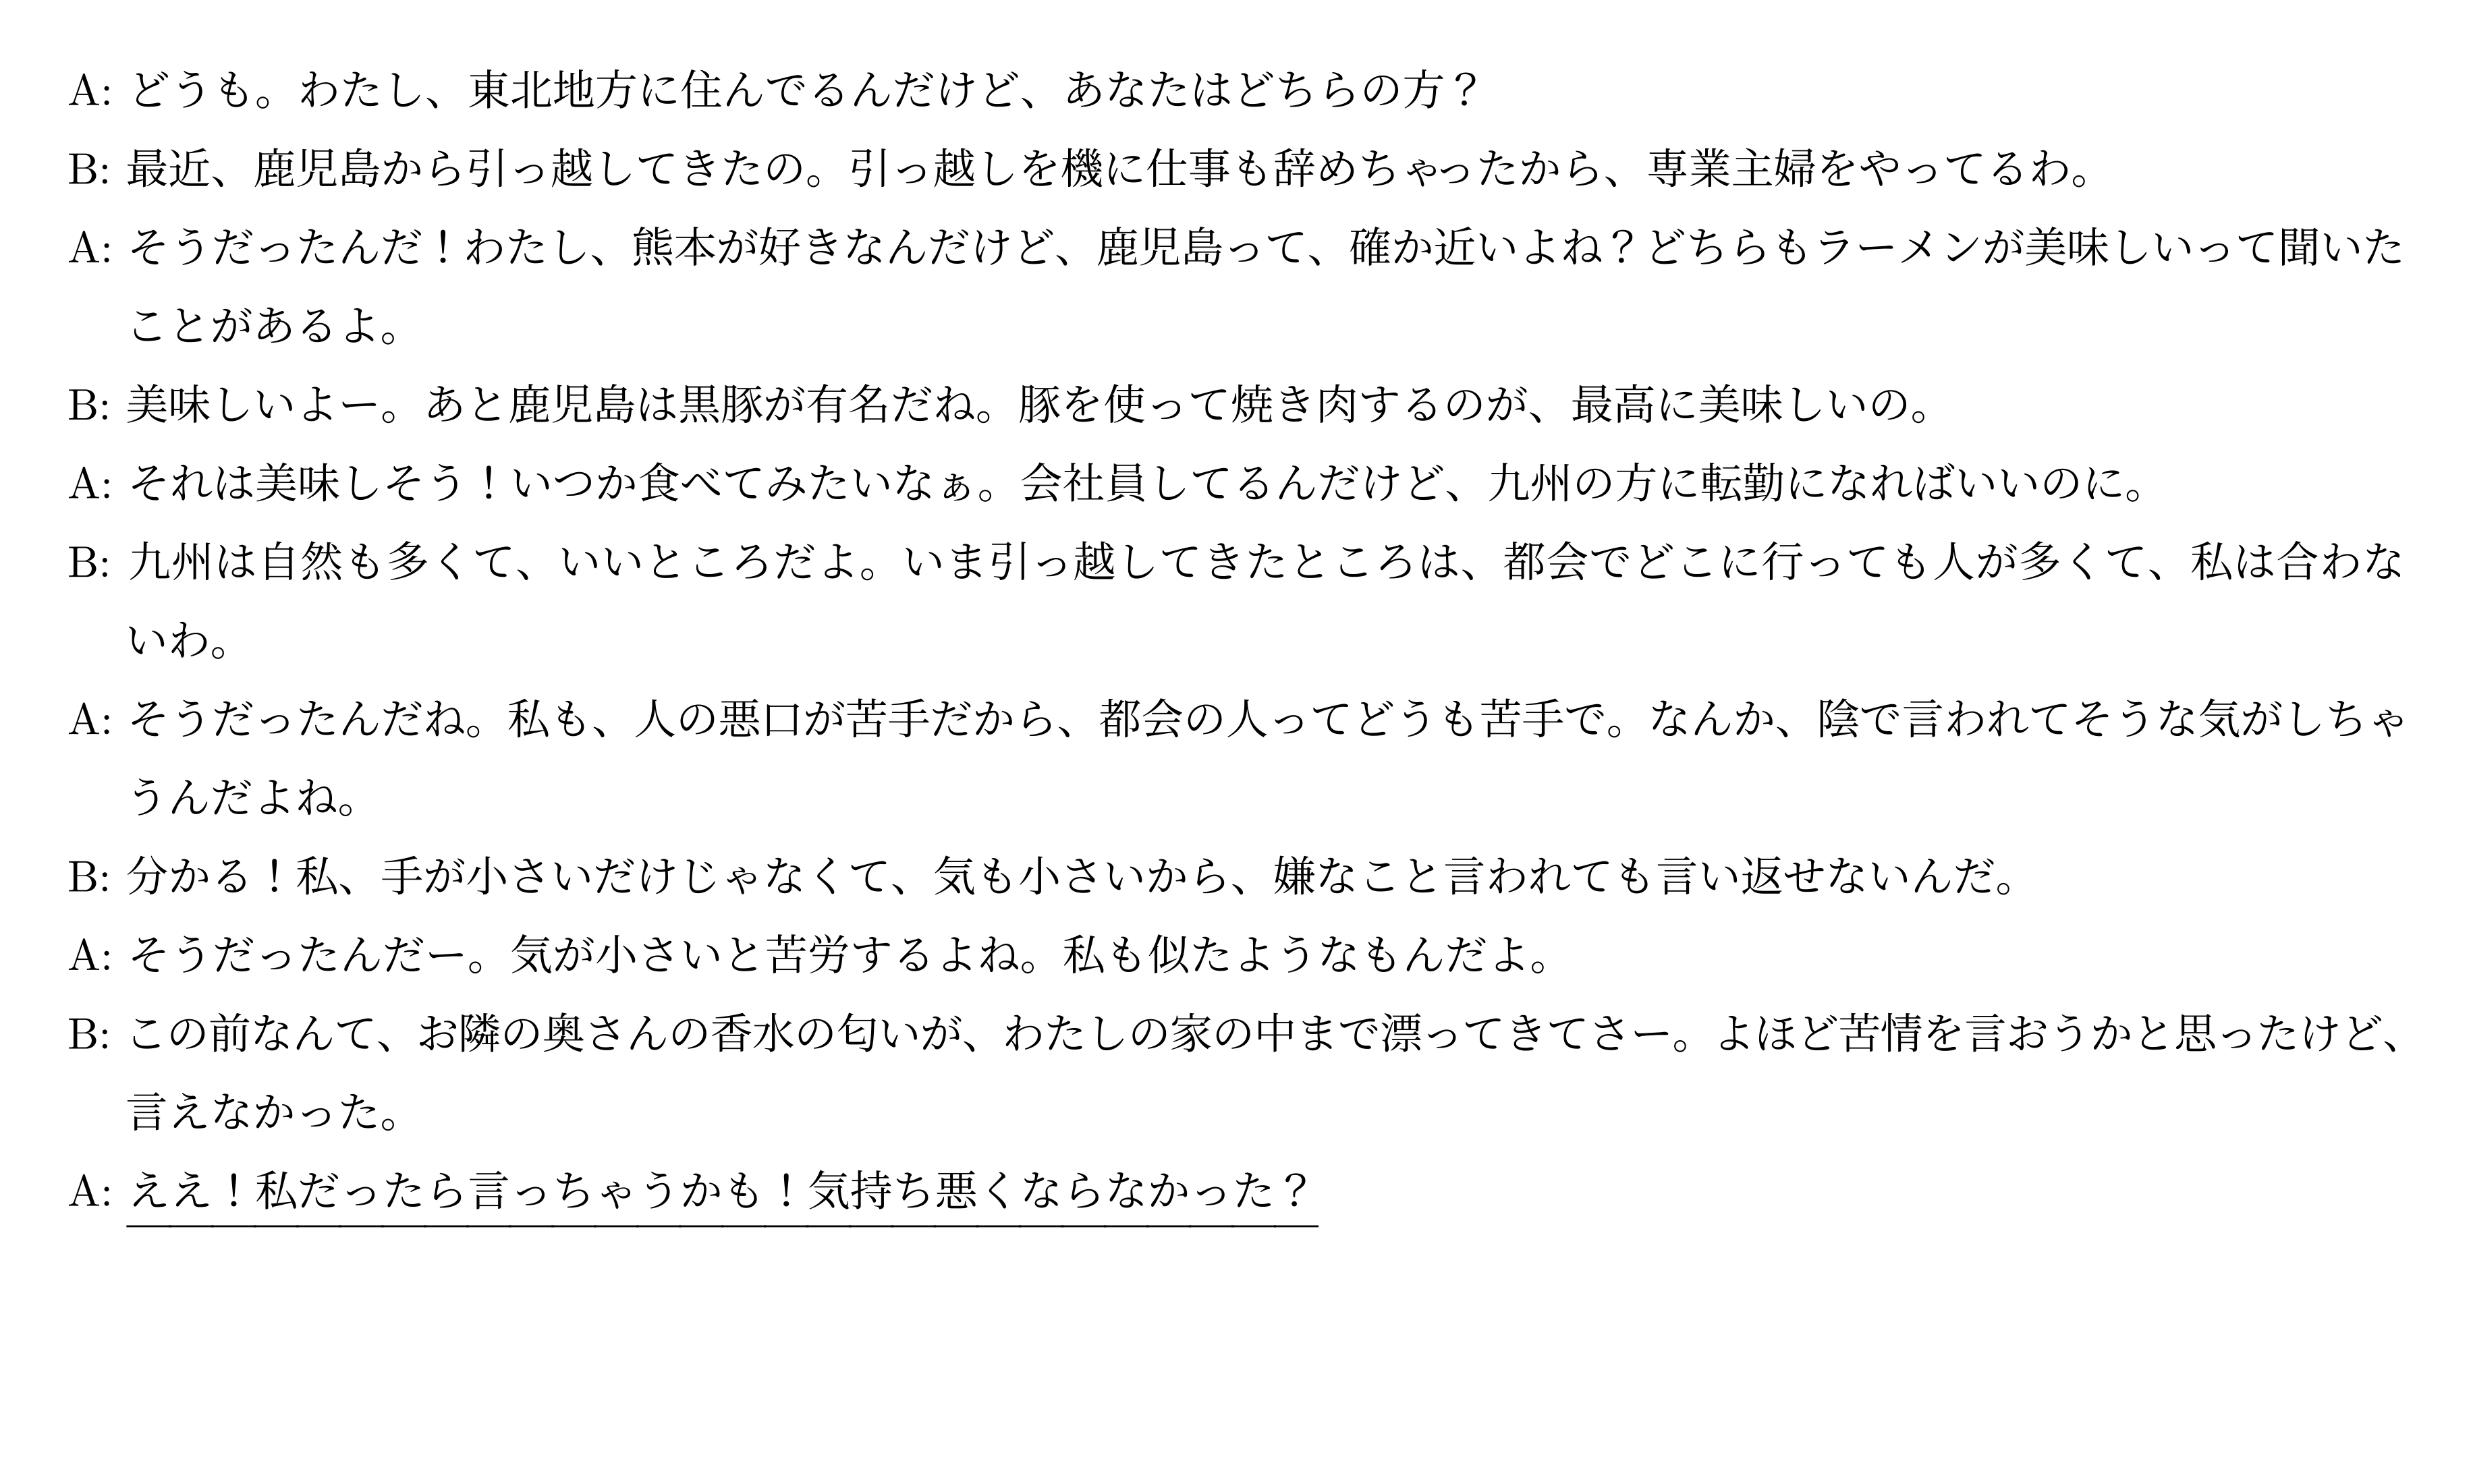 A: どうも。わたし、東北地方に住んでるんだけど、あなたはどちらの方？
B: 最近、鹿児島から引っ越してきたの。引っ越しを機に仕事も辞めちゃったから、専業主婦をやってるわ。
A: そうだったんだ！わたし、熊本が好きなんだけど、鹿児島って、確か近いよね？どちらもラーメンが美味しいって聞いた
ことがあるよ。
B: 美味しいよー。あと鹿児島は黒豚が有名だね。豚を使って焼き肉するのが、最高に美味しいの。
A: それは美味しそう！いつか食べてみたいなぁ。会社員してるんだけど、九州の方に転勤になればいいのに。
B: 九州は自然も多くて、いいところだよ。いま引っ越してきたところは、都会でどこに行っても人が多くて、私は合わな
いわ。
A: そうだったんだね。私も、人の悪口が苦手だから、都会の人ってどうも苦手で。なんか、陰で言われてそうな気がしちゃ
うんだよね。
B: 分かる！私、手が小さいだけじゃなくて、気も小さいから、嫌なこと言われても言い返せないんだ。
A: そうだったんだー。気が小さいと苦労するよね。私も似たようなもんだよ。
B: この前なんて、お隣の奥さんの香水の匂いが、わたしの家の中まで漂ってきてさー。よほど苦情を言おうかと思ったけど、
言えなかった。
A: ええ！私だったら言っちゃうかも！気持ち悪くならなかった？